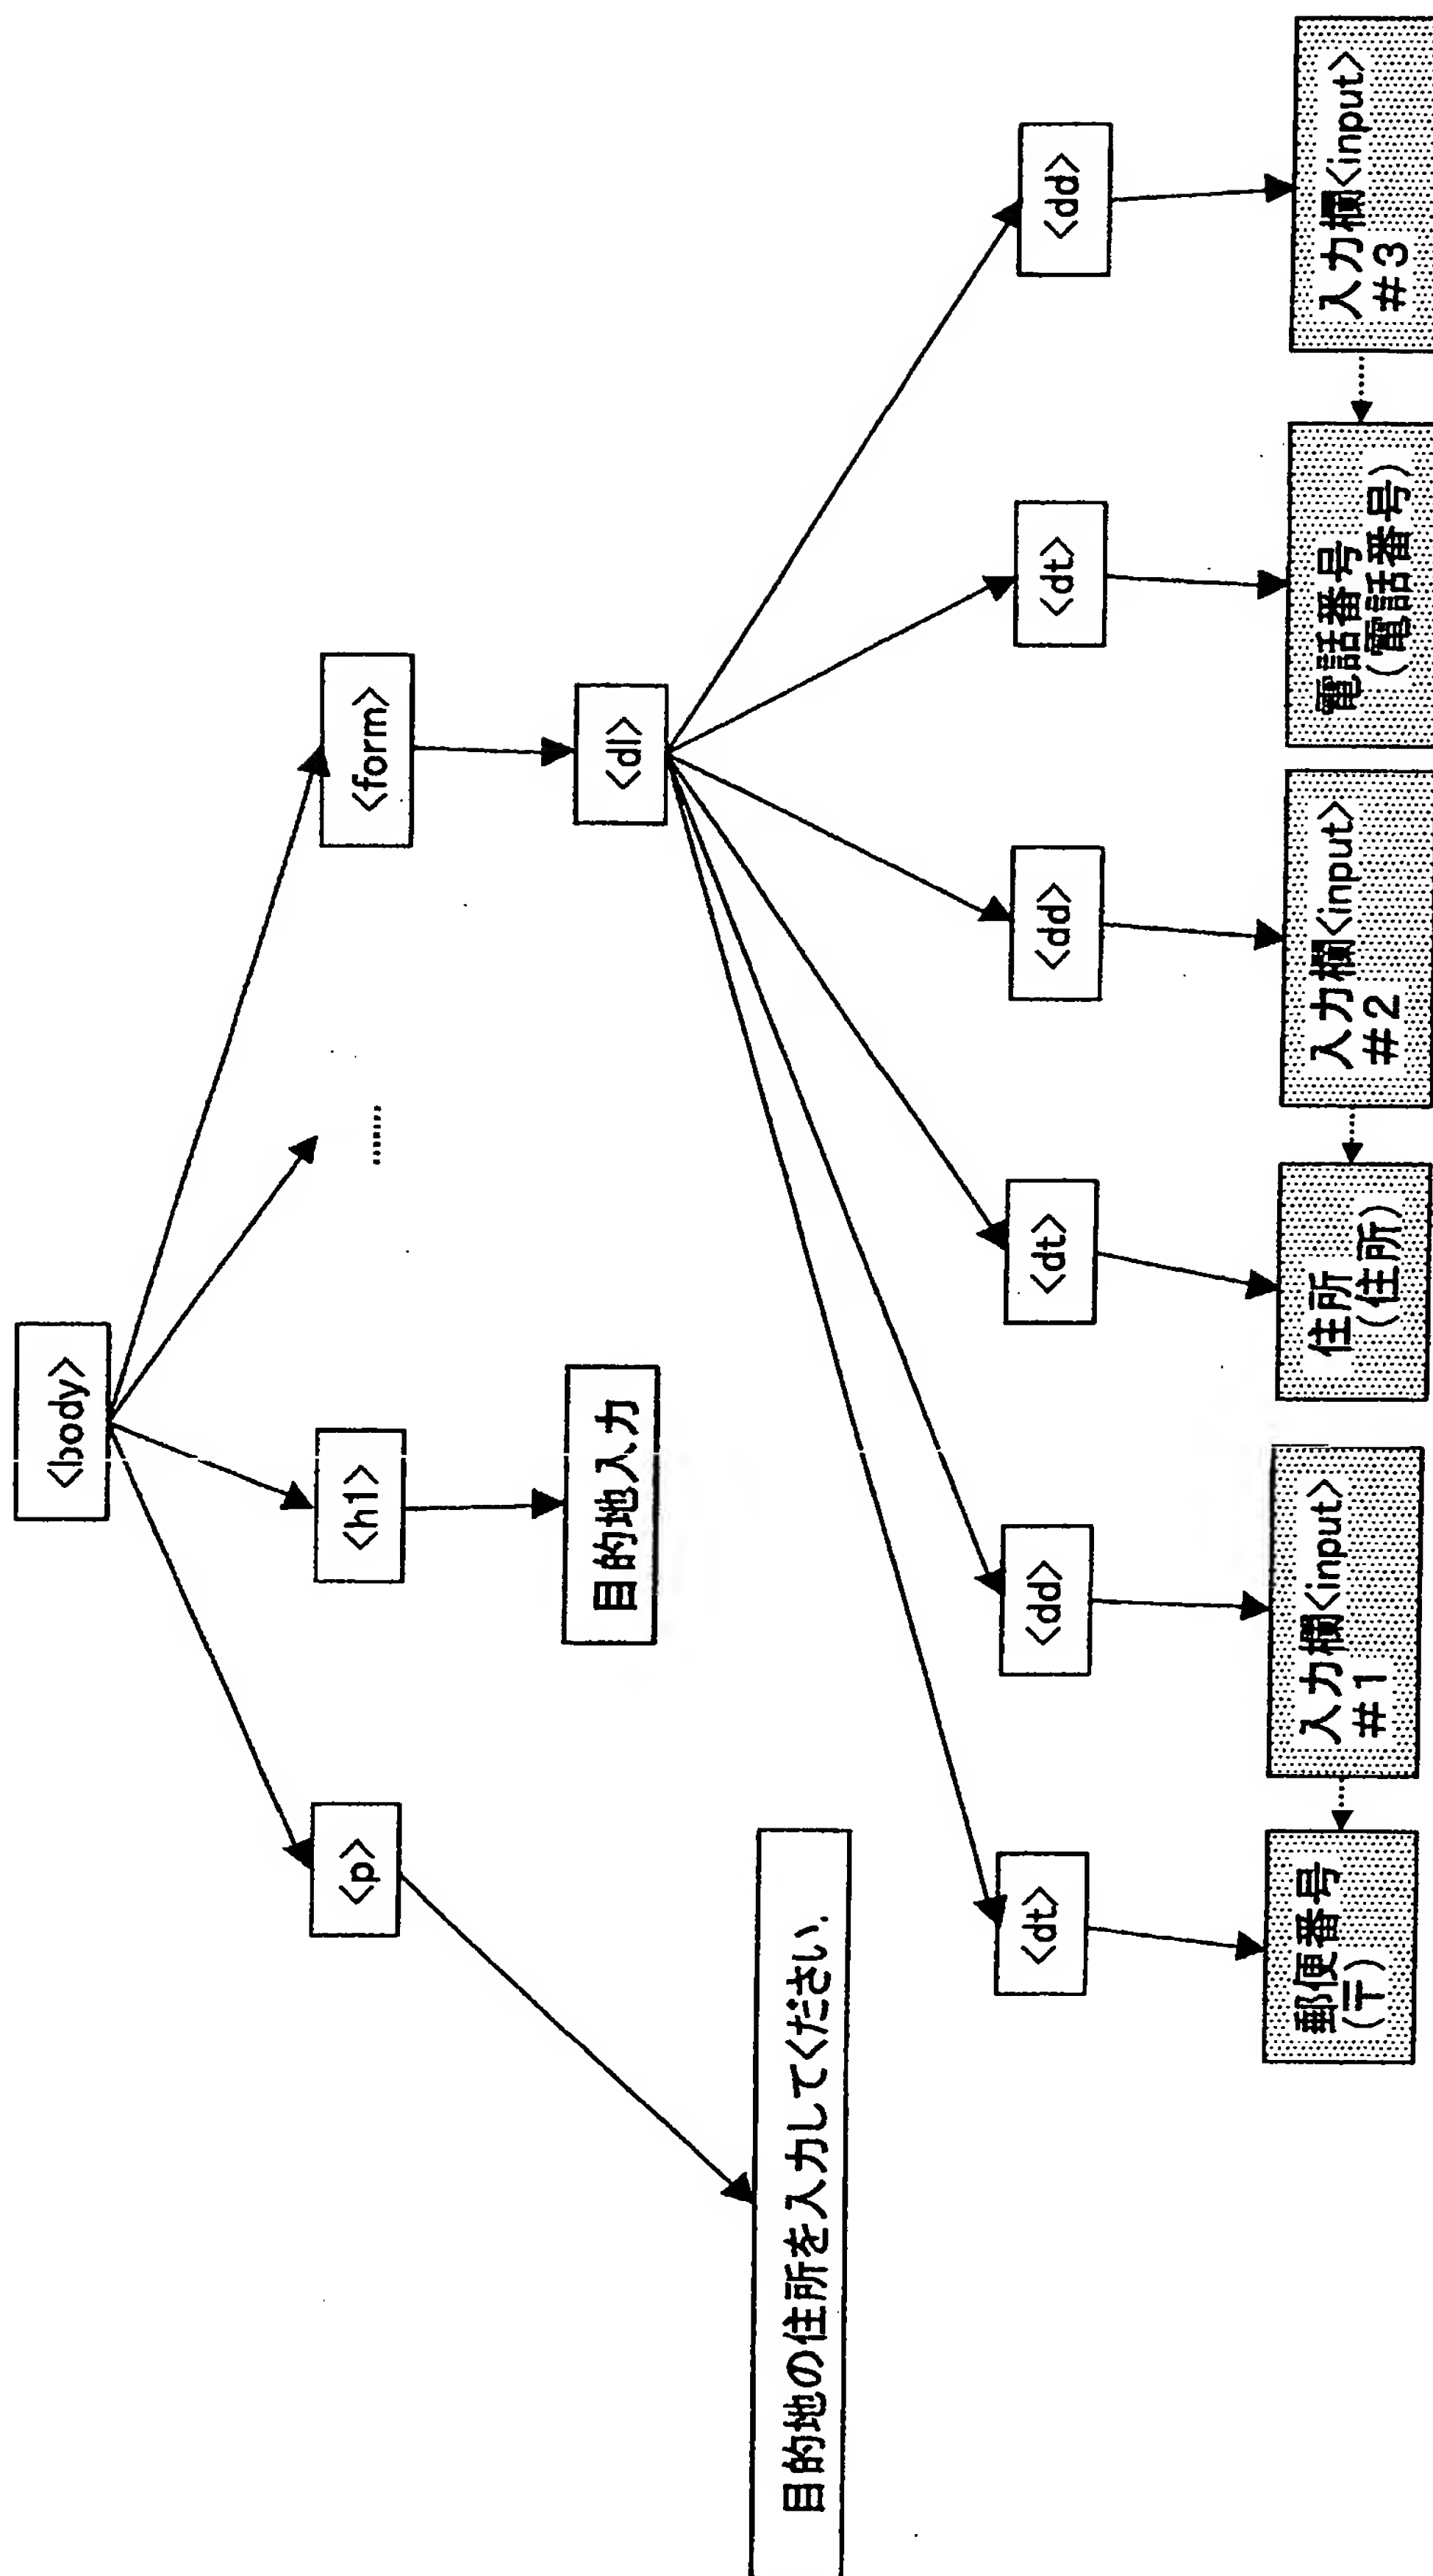 <body>
<p>
<h1>
......
<form>
目的地入力
<dl>
目的地の住所を入力してください.
<dt>
<dd>
<dt>
<dd>
<dt>
<dd>
郵便番号
(〒)
入力欄<input>
#1
住所
(住所)
入力欄<input>
#2
電話番号
(電話番号)
入力欄<input>
#3